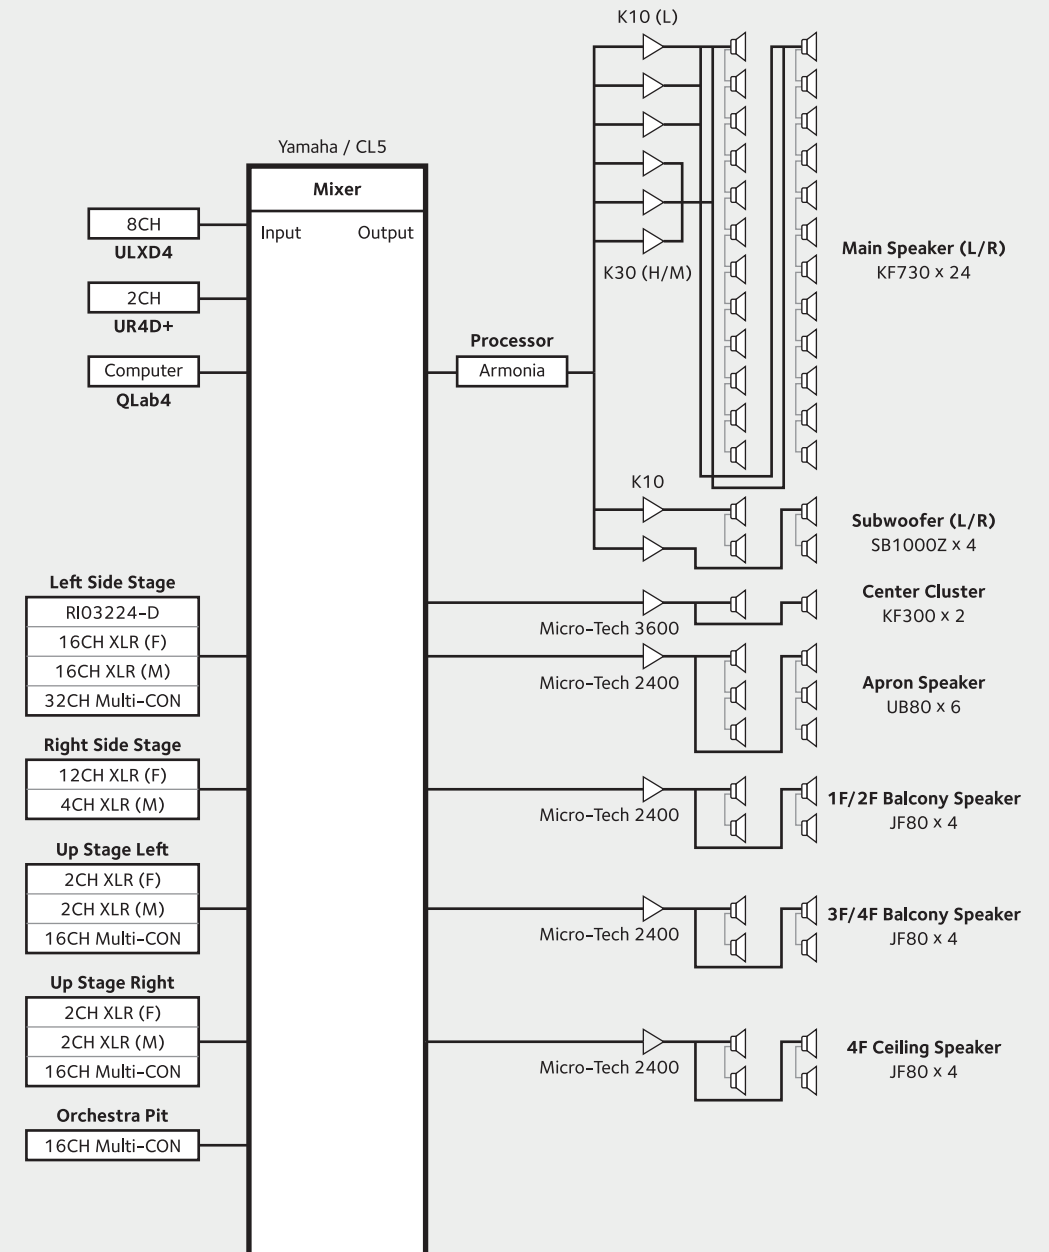 K10 (L)
Yamaha / CL5
Mixer
Input
Output
8CH
ULXD4
2CH
UR4D+
Computer
QLab4
Processor
Armonia
K30 (H/M)
Main Speaker (L/R)
KF730 x 24
K10
Subwoofer (L/R)
SB1000Z x 4
Left Side Stage
RI03224-D
16CH XLR (F)
16CH XLR (M)
32CH Multi-CON
Center Cluster
KF300 x 2
Micro-Tech 3600
Micro-Tech 2400
Apron Speaker
UB80 x 6
Right Side Stage
12CH XLR (F)
4CH XLR (M)
Micro-Tech 2400
1F/2F Balcony Speaker
JF80 x 4
Up Stage Left
2CH XLR (F)
2CH XLR (M)
16CH Multi-CON
Micro-Tech 2400
3F/4F Balcony Speaker
JF80 x 4
Up Stage Right
2CH XLR (F)
2CH XLR (M)
16CH Multi-CON
Micro-Tech 2400
4F Ceiling Speaker
JF80 x 4
Orchestra Pit
16CH Multi-CON